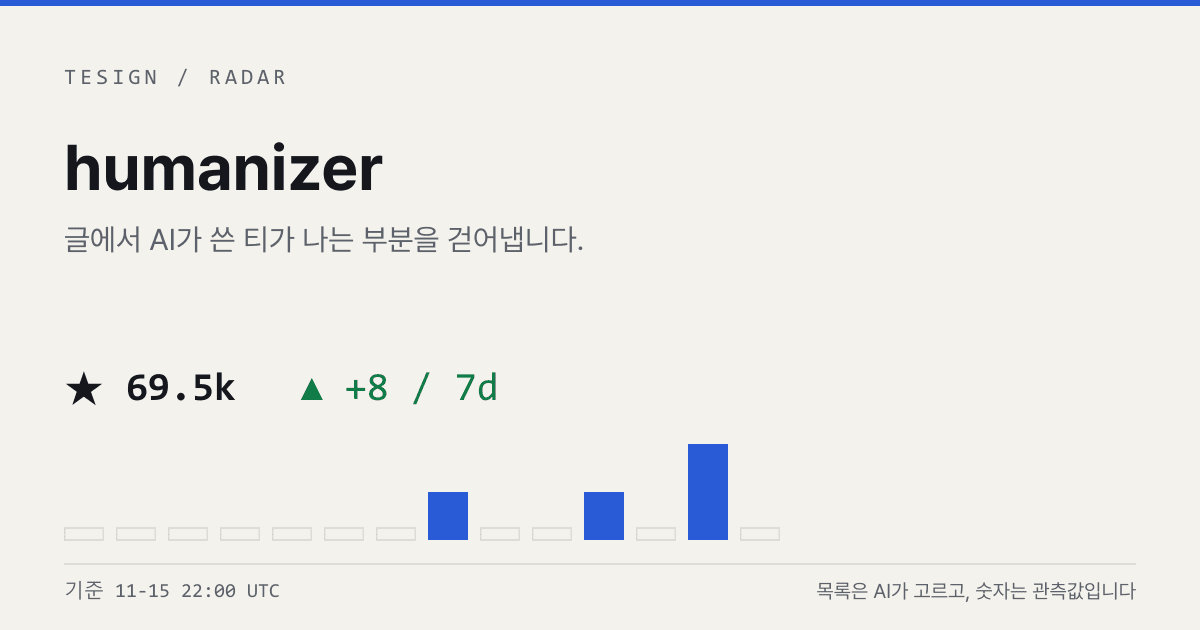 TESIGN / RADAR
humanizer
글에서 AI가 쓴 티가 나는 부분을 걷어냅니다.
★ 69.5k ▲ +8 / 7d
기준 11-15 22:00 UTC
목록은 AI가 고르고, 숫자는 관측값입니다